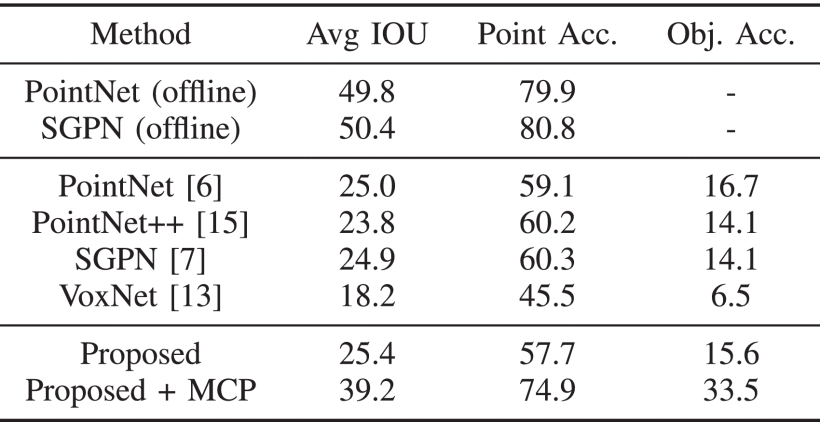 Method Avg IOU Point Acc. Obj. Acc.
PointNet (offline) 49.8 79.9 -
SGPN (offline) 50.4 80.8 -
PointNet [6] 25.0 59.1 16.7
PointNet++ [15] 23.8 60.2 14.1
SGPN [7] 24.9 60.3 14.1
VoxNet [13] 18.2 45.5 6.5
Proposed 25.4 57.7 15.6
Proposed + MCP 39.2 74.9 33.5